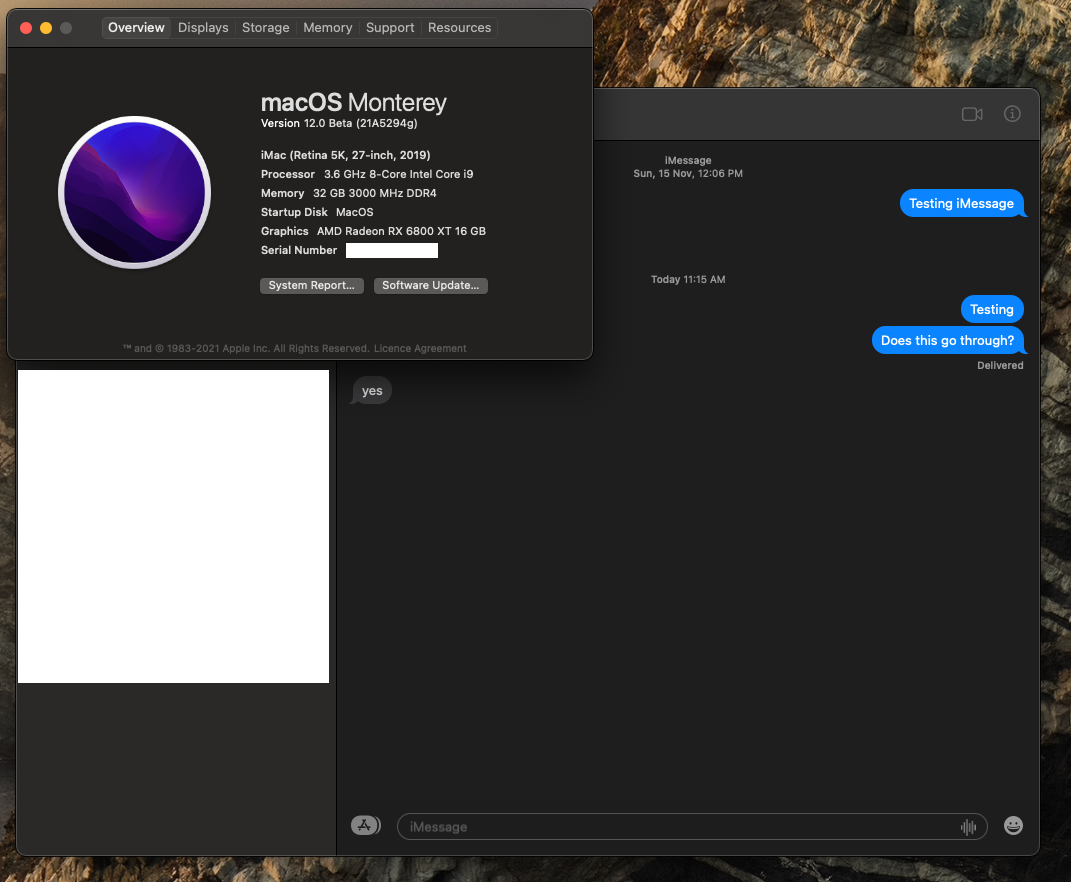 Overview Displays Storage Memory Support Resources
macOS Monterey
Version 12.0 Beta (21A5294g)
iMac (Retina 5K, 27-inch, 2019)
Processor 3.6 GHz 8-Core Intel Core i9
Memory 32 GB 3000 MHz DDR4
Startup Disk MacOS
Graphics AMD Radeon RX 6800 XT 16 GB
Serial Number
System Report... Software Update...
™ and © 1983-2021 Apple Inc. All Rights Reserved. Licence Agreement
iMessage
Sun, 15 Nov, 12:06 PM
Testing iMessage
Today 11:15 AM
Testing
Does this go through?
Delivered
yes
iMessage